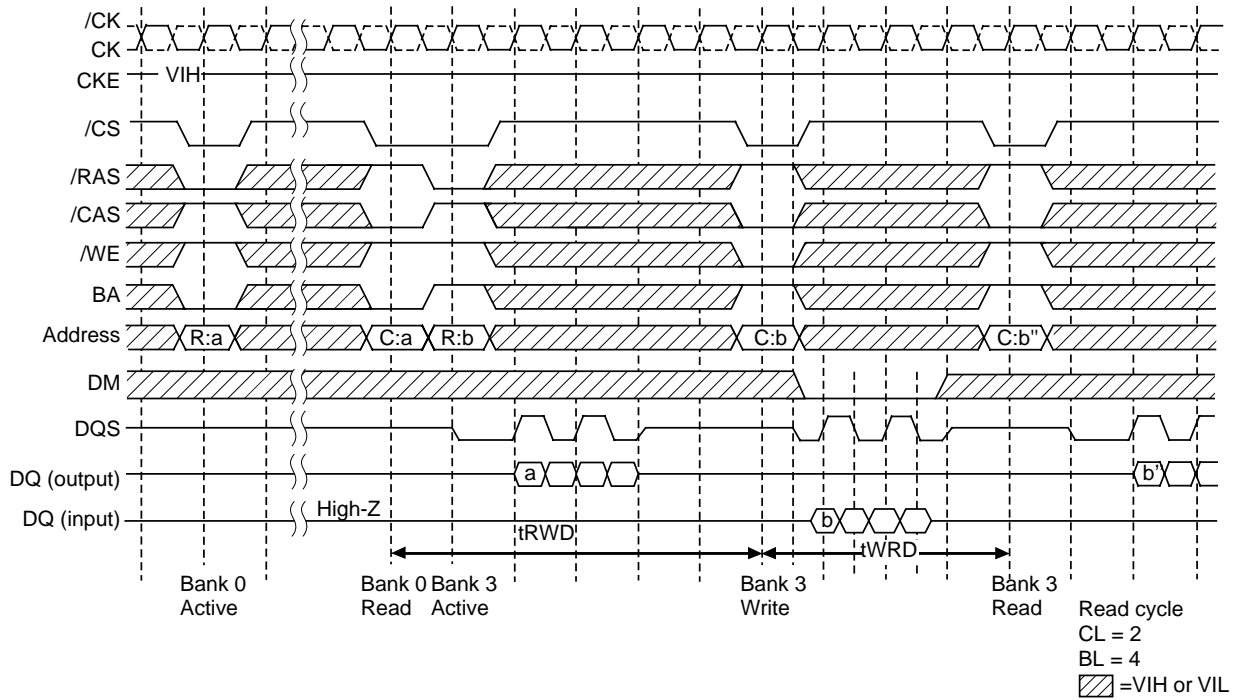 /CK
CK
CKE VIH
/CS
/RAS
/CAS
/WE
BA
Address R:a C:a R:b C:b C:b"
DM
DQS
DQ (output) a b'
DQ (input) High-Z b
tRWD tWRD
Bank 0 Active
Bank 0 Read
Bank 3 Active
Bank 3 Write
Bank 3 Read
Read cycle
CL = 2
BL = 4
=VIH or VIL